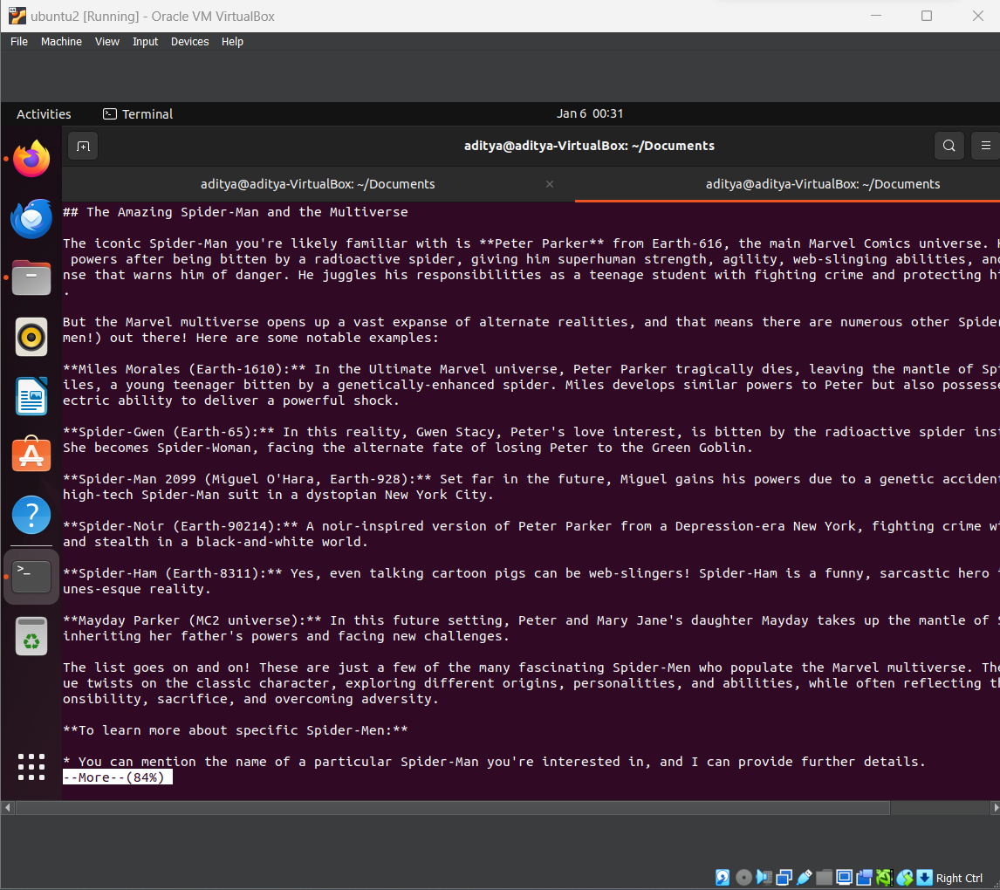 ubuntu2 [Running] - Oracle VM VirtualBox
File Machine View Input Devices Help
Activities Terminal Jan 6 00:31
aditya@aditya-VirtualBox: ~/Documents
aditya@aditya-VirtualBox: ~/Documents × aditya@aditya-VirtualBox: ~/Documents
## The Amazing Spider-Man and the Multiverse
The iconic Spider-Man you're likely familiar with is **Peter Parker** from Earth-616, the main Marvel Comics universe.
powers after being bitten by a radioactive spider, giving him superhuman strength, agility, web-slinging abilities, an
nse that warns him of danger. He juggles his responsibilities as a teenage student with fighting crime and protecting h
.
But the Marvel multiverse opens up a vast expanse of alternate realities, and that means there are numerous other Spide
men!) out there! Here are some notable examples:
**Miles Morales (Earth-1610):** In the Ultimate Marvel universe, Peter Parker tragically dies, leaving the mantle of Sp
iles, a young teenager bitten by a genetically-enhanced spider. Miles develops similar powers to Peter but also possess
ectric ability to deliver a powerful shock.
**Spider-Gwen (Earth-65):** In this reality, Gwen Stacy, Peter's love interest, is bitten by the radioactive spider ins
She becomes Spider-Woman, facing the alternate fate of losing Peter to the Green Goblin.
**Spider-Man 2099 (Miguel O'Hara, Earth-928):** Set far in the future, Miguel gains his powers due to a genetic acciden
high-tech Spider-Man suit in a dystopian New York City.
**Spider-Noir (Earth-90214):** A noir-inspired version of Peter Parker from a Depression-era New York, fighting crime w
and stealth in a black-and-white world.
**Spider-Ham (Earth-8311):** Yes, even talking cartoon pigs can be web-slingers! Spider-Ham is a funny, sarcastic hero
unes-esque reality.
**Mayday Parker (MC2 universe):** In this future setting, Peter and Mary Jane's daughter Mayday takes up the mantle of
inheriting her father's powers and facing new challenges.
The list goes on and on! These are just a few of the many fascinating Spider-Men who populate the Marvel multiverse. Th
ue twists on the classic character, exploring different origins, personalities, and abilities, while often reflecting t
onsibility, sacrifice, and overcoming adversity.
**To learn more about specific Spider-Men:**
* You can mention the name of a particular Spider-Man you're interested in, and I can provide further details.
--More--(84%)
Right Ctrl